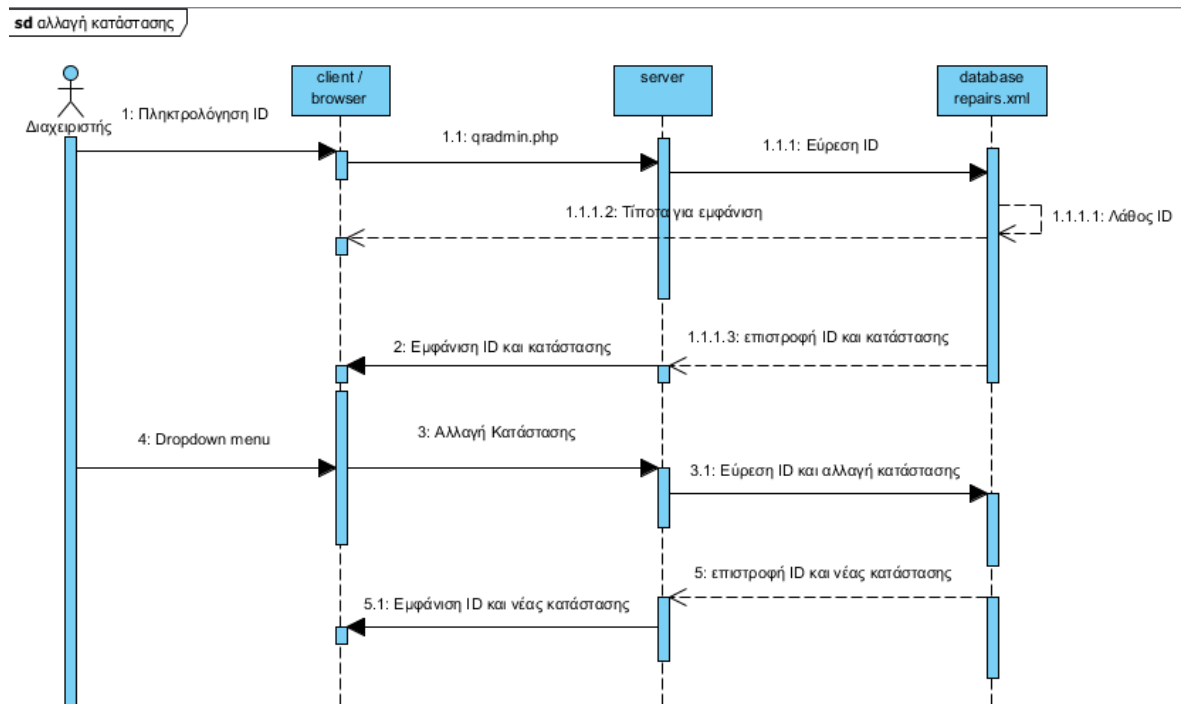 sd αλλαγή κατάστασης
client /
browser
server
database
repairs.xml
Διαχειριστής
1: Πληκτρολόγηση ID
1.1: qradmin.php
1.1.1: Εύρεση ID
1.1.1.2: Τίποτα για εμφάνιση
1.1.1.1: Λάθος ID
2: Εμφάνιση ID και κατάστασης
1.1.1.3: επιστροφή ID και κατάστασης
4: Dropdown menu
3: Αλλαγή Κατάστασης
3.1: Εύρεση ID και αλλαγή κατάστασης
5: επιστροφή ID και νέας κατάστασης
5.1: Εμφάνιση ID και νέας κατάστασης